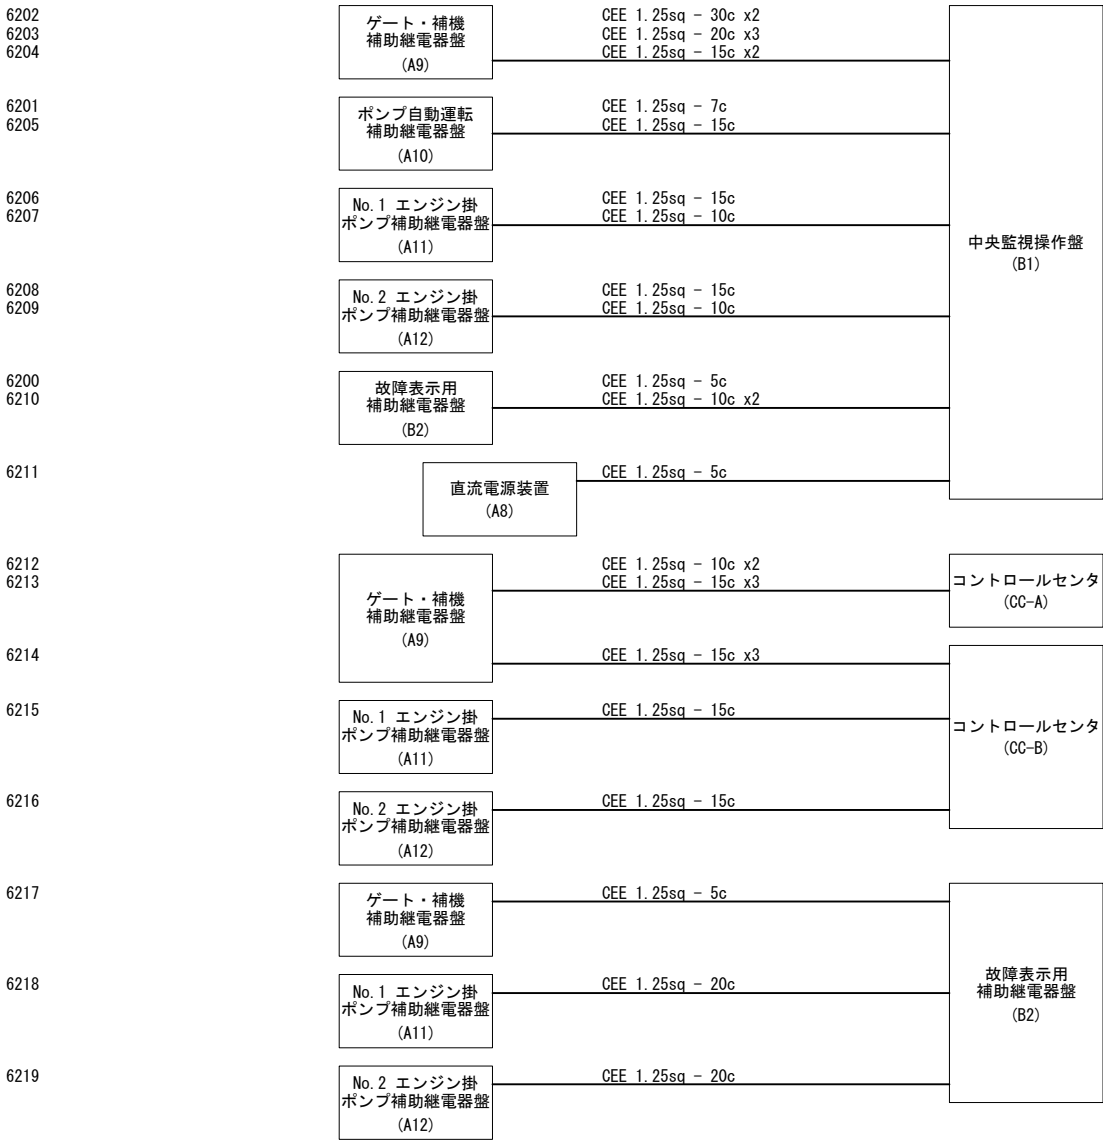 6202
6203
6204
ゲート・補機
補助継電器盤
(A9)
CEE 1.25sq - 30c x2
CEE 1.25sq - 20c x3
CEE 1.25sq - 15c x2
6201
6205
ポンプ自動運転
補助継電器盤
(A10)
CEE 1.25sq - 7c
CEE 1.25sq - 15c
6206
6207
No.1 エンジン掛
ポンプ補助継電器盤
(A11)
CEE 1.25sq - 15c
CEE 1.25sq - 10c
中央監視操作盤
(B1)
6208
6209
No.2 エンジン掛
ポンプ補助継電器盤
(A12)
CEE 1.25sq - 15c
CEE 1.25sq - 10c
6200
6210
故障表示用
補助継電器盤
(B2)
CEE 1.25sq - 5c
CEE 1.25sq - 10c x2
6211
直流電源装置
(A8)
CEE 1.25sq - 5c
6212
6213
ゲート・補機
補助継電器盤
(A9)
CEE 1.25sq - 10c x2
CEE 1.25sq - 15c x3
コントロールセンタ
(CC-A)
6214
CEE 1.25sq - 15c x3
6215
No.1 エンジン掛
ポンプ補助継電器盤
(A11)
CEE 1.25sq - 15c
コントロールセンタ
(CC-B)
6216
No.2 エンジン掛
ポンプ補助継電器盤
(A12)
CEE 1.25sq - 15c
6217
ゲート・補機
補助継電器盤
(A9)
CEE 1.25sq - 5c
6218
No.1 エンジン掛
ポンプ補助継電器盤
(A11)
CEE 1.25sq - 20c
故障表示用
補助継電器盤
(B2)
6219
No.2 エンジン掛
ポンプ補助継電器盤
(A12)
CEE 1.25sq - 20c